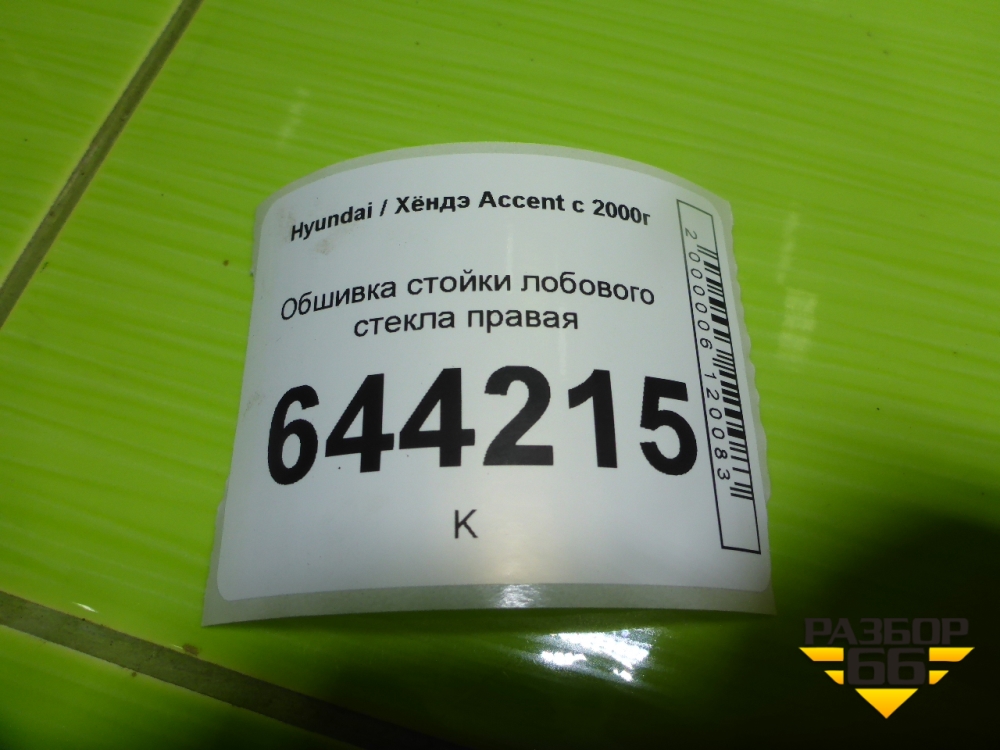 Hyundai / Хёндэ Accent с 2000г
Обшивка стойки лобового
стекла правая
644215
К
2000006120083
РАЗБОР
66